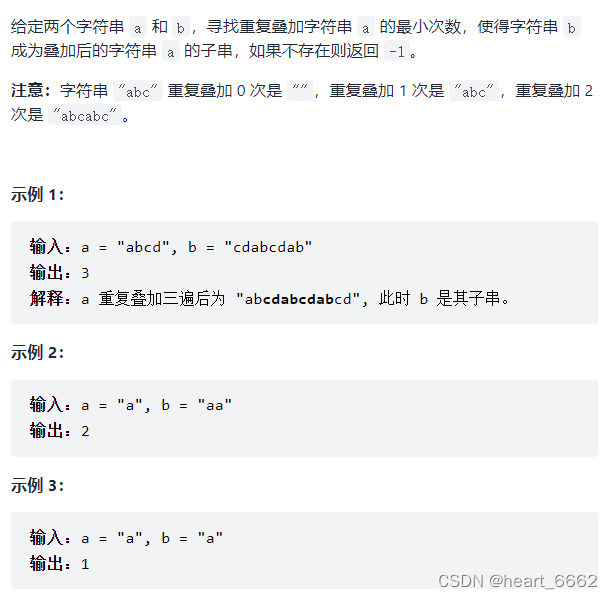 给定两个字符串 a 和 b，寻找重复叠加字符串 a 的最小次数，使得字符串 b
成为叠加后的字符串 a 的子串，如果不存在则返回 -1。
注意：字符串 "abc" 重复叠加 0 次是 ""，重复叠加 1 次是 "abc"，重复叠加 2
次是 "abcabc"。
示例 1：
输入：a = "abcd", b = "cdabcdab"
输出：3
解释：a 重复叠加三遍后为 "abcdabcdabcd", 此时 b 是其子串。
示例 2：
输入：a = "a", b = "aa"
输出：2
示例 3：
输入：a = "a", b = "a"
输出：1
CSDN @heart_6662